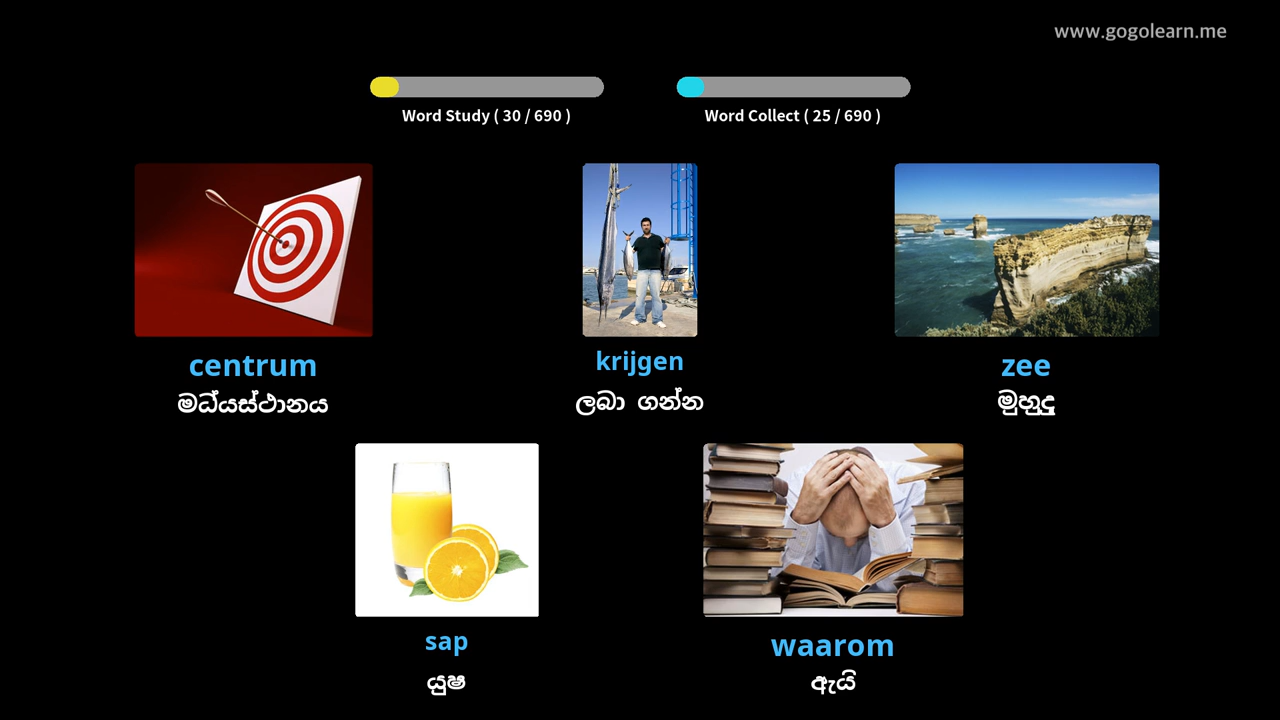 www.gogolearn.me
Word Study ( 30 / 690 )
Word Collect ( 25 / 690 )
centrum
මධ්යස්ථානය
krijgen
ලබා ගන්න
zee
මුහුදු
sap
යුෂ
waarom
ඇයි